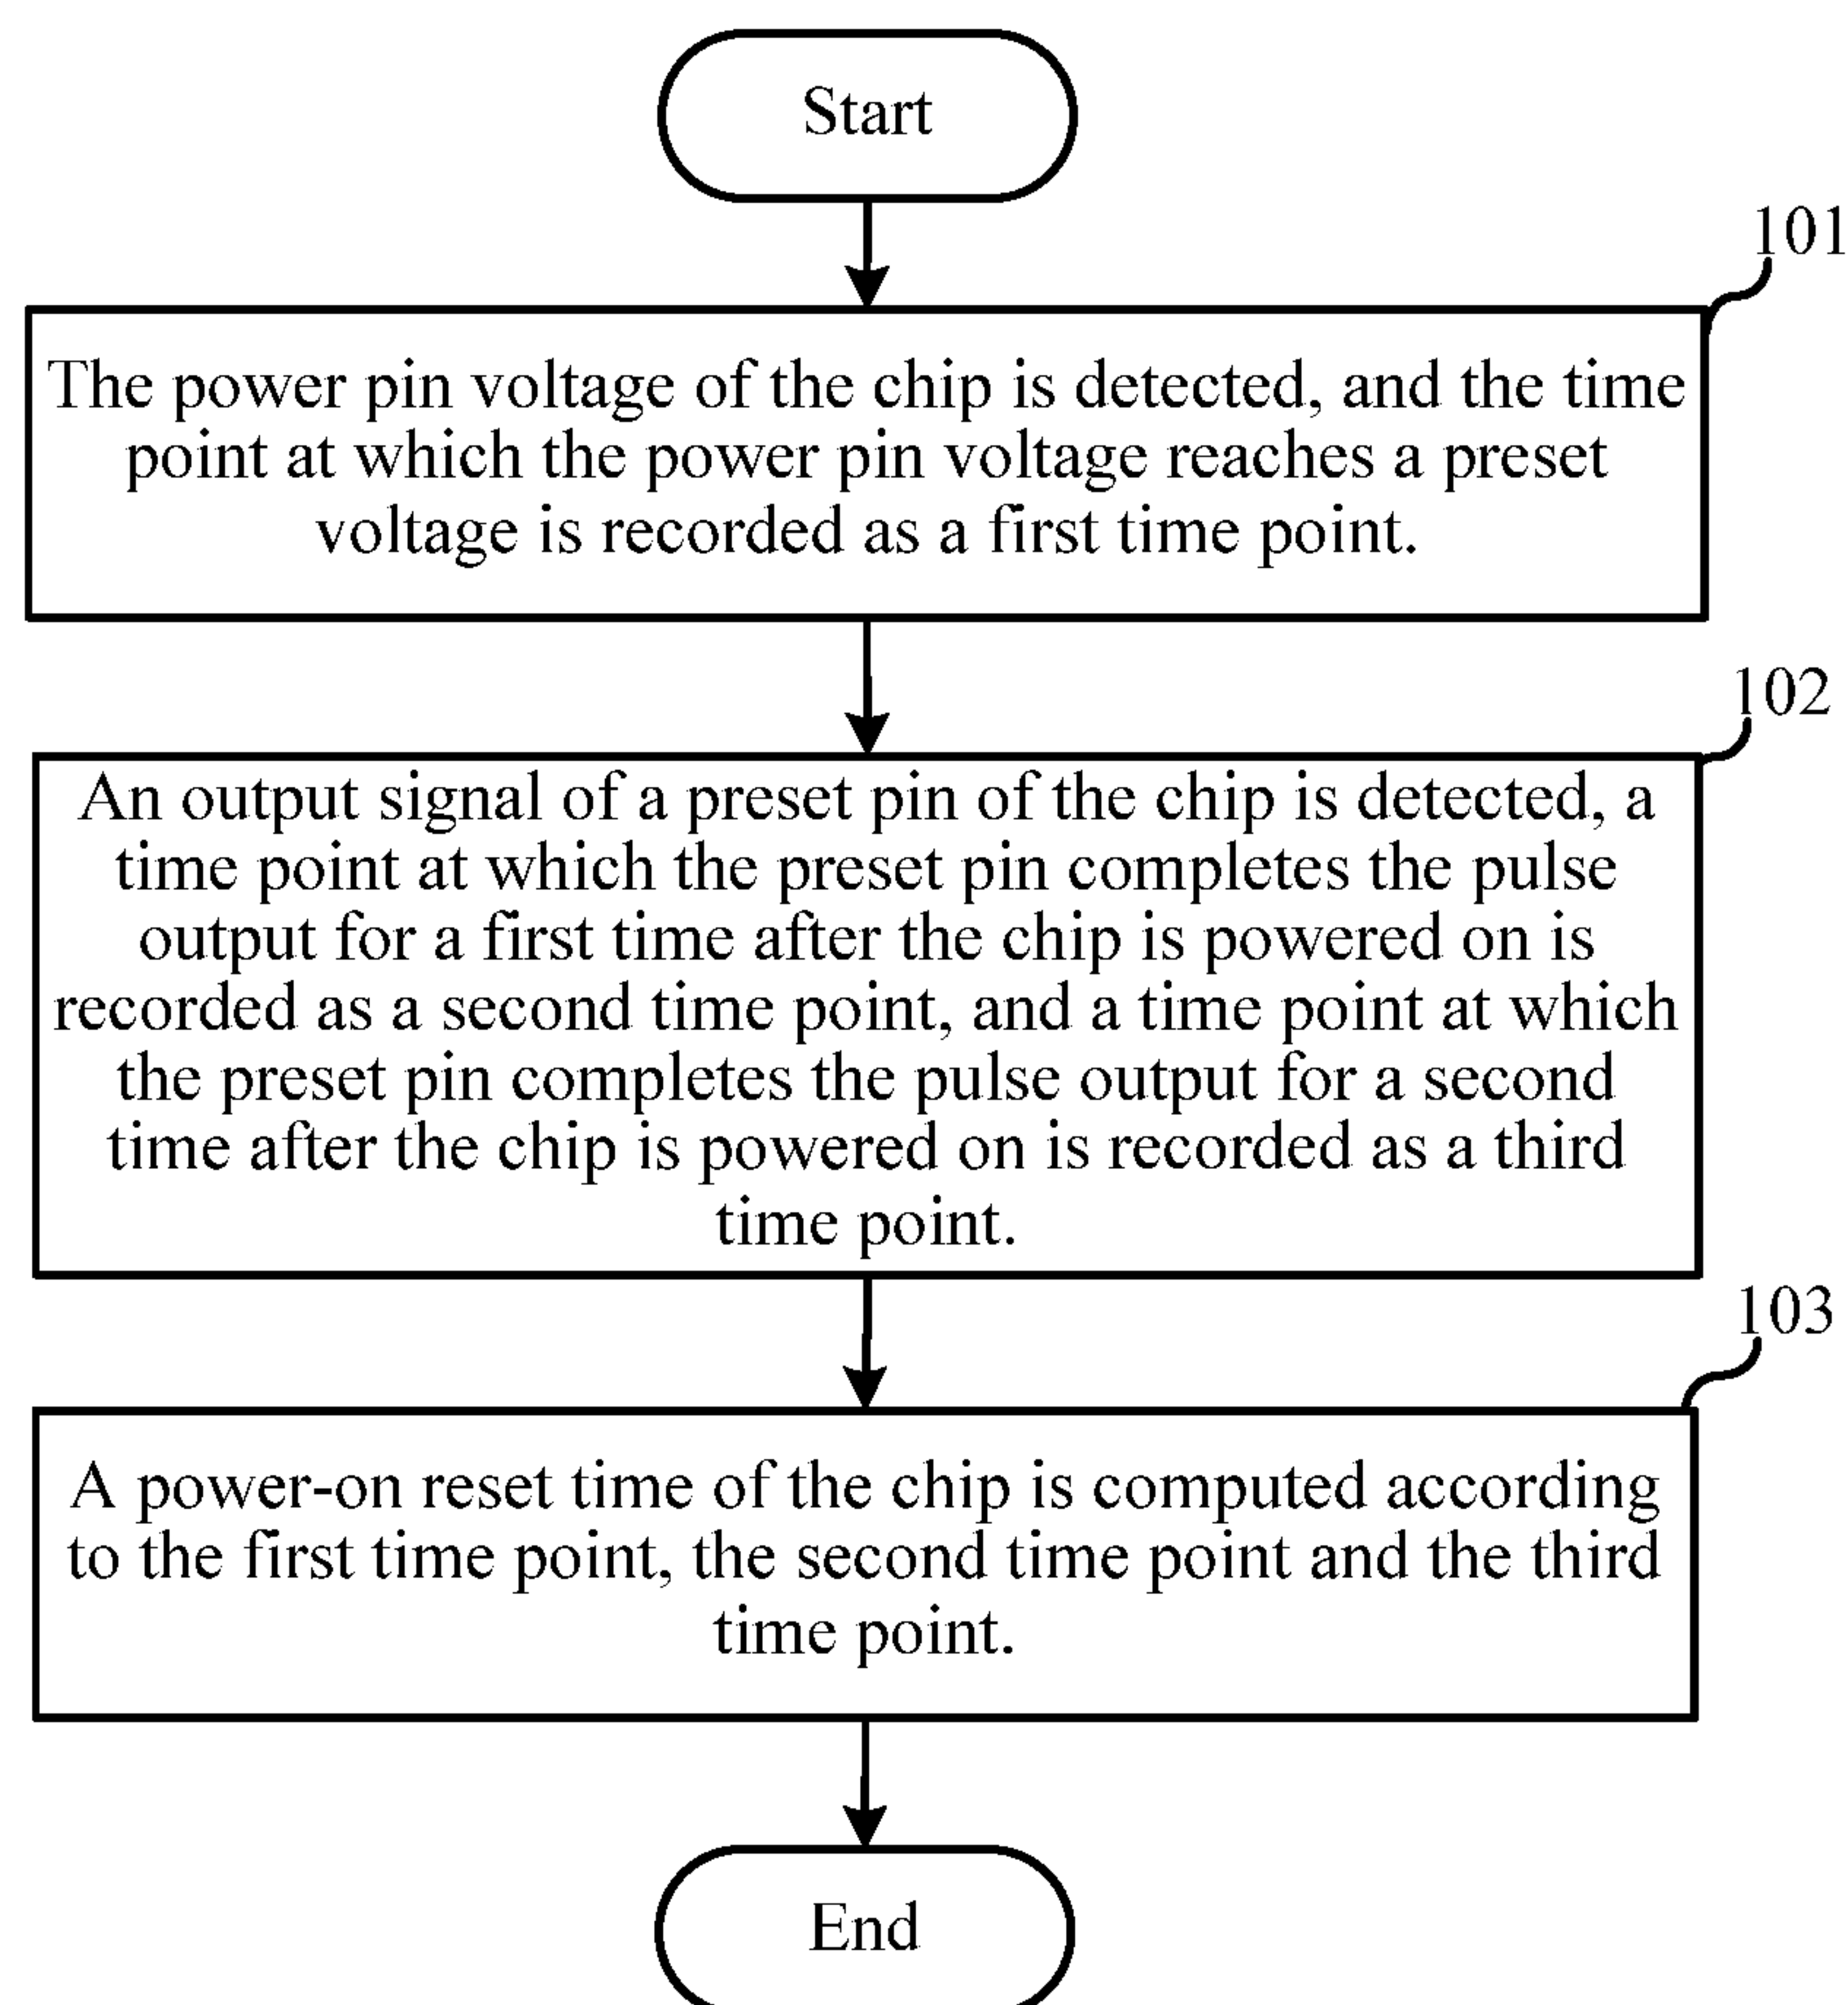 Start
101
The power pin voltage of the chip is detected, and the time
point at which the power pin voltage reaches a preset
voltage is recorded as a first time point.
102
An output signal of a preset pin of the chip is detected, a
time point at which the preset pin completes the pulse
output for a first time after the chip is powered on is
recorded as a second time point, and a time point at which
the preset pin completes the pulse output for a second
time after the chip is powered on is recorded as a third
time point.
103
A power-on reset time of the chip is computed according
to the first time point, the second time point and the third
time point.
End